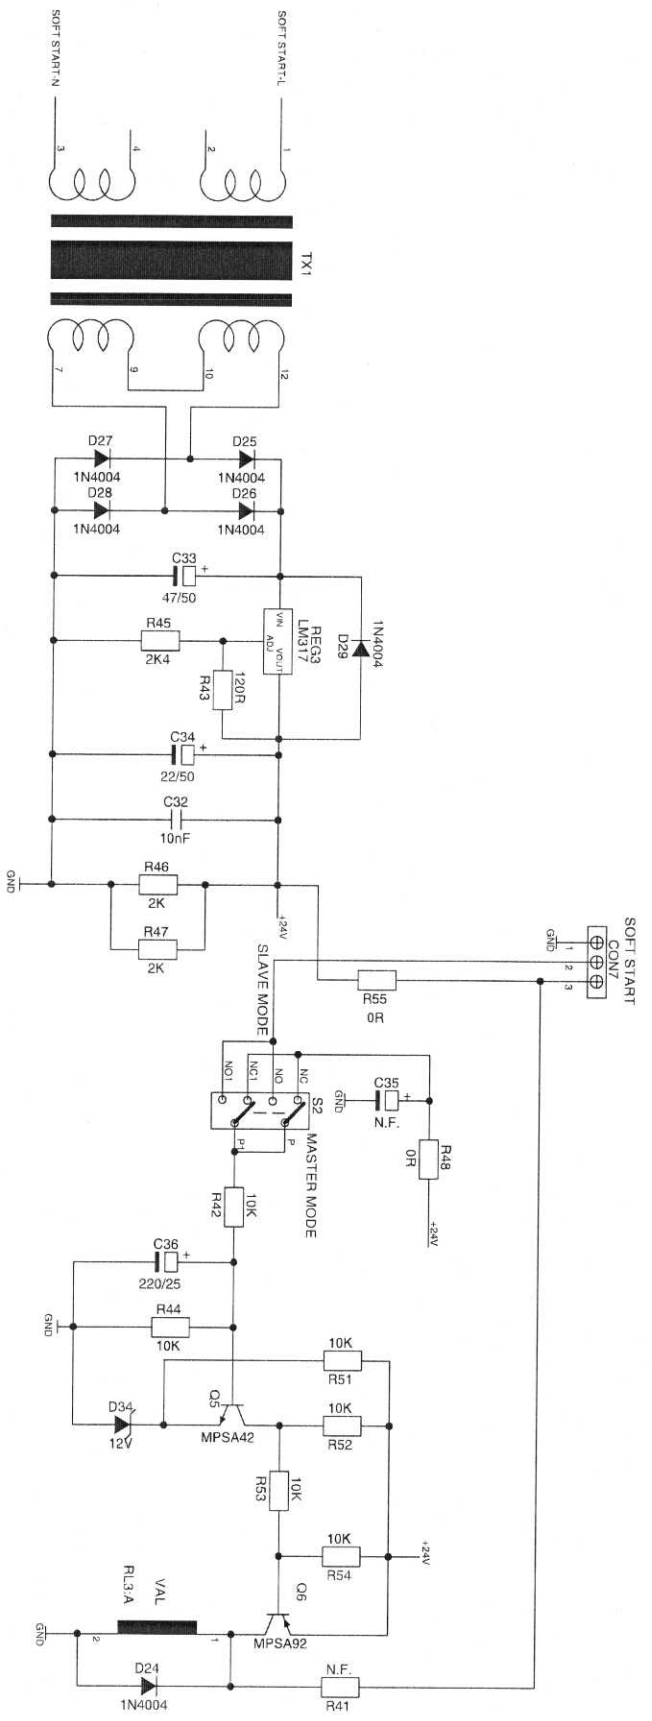 SOFT START-N
SOFT START-L
3
4
2
1
TX1
7
9
10
12
D27
1N4004
D25
1N4004
D28
1N4004
D26
1N4004
C33
+
47/50
1N4004
D29
VIN
ADJ
VOUT
REG3
LM317
R45
2K4
120R
R43
C34
+
22/50
C32
10nF
GND
R46
2K
R47
2K
+24V
SOFT START
CON7
1
2
3
GND
R55
0R
SLAVE MODE
NO1
NC1
NO
NC
S2
P1
P
MASTER MODE
C35
+
N.F.
GND
R48
0R
+24V
10K
R42
C36
+
220/25
R44
10K
GND
D34
12V
Q5
MPSA42
10K
R51
10K
R52
10K
R53
10K
R54
+24V
Q6
MPSA92
VAL
RL3:A
2
1
GND
D24
1N4004
N.F.
R41